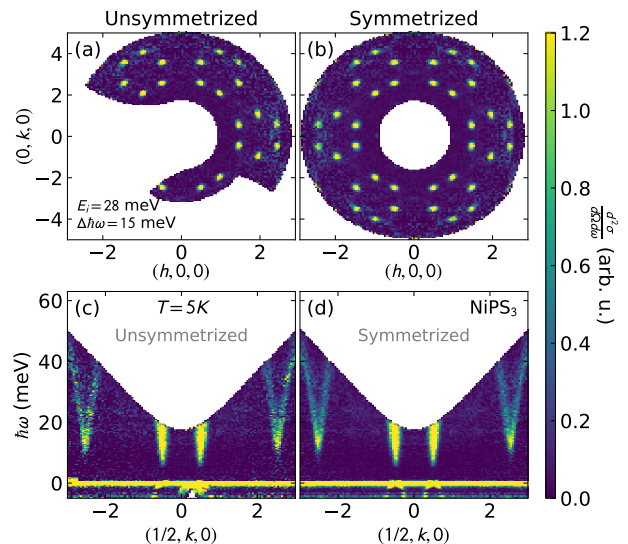 Unsymmetrized Symmetrized
(a) (b)
4
2
0
−2
−4
(0, k, 0)
E_i=28 meV
Δℏω=15 meV
−2 0 2 −2 0 2
(h, 0, 0) (h, 0, 0)
(c) T=5K (d) NiPS₃
Unsymmetrized Symmetrized
60
40
20
0
ℏω (meV)
−2 0 2 −2 0 2
(1/2, k, 0) (1/2, k, 0)
1.2
1.0
0.8
0.6
0.4
0.2
0.0
d²σ/dΩdω (arb. u.)